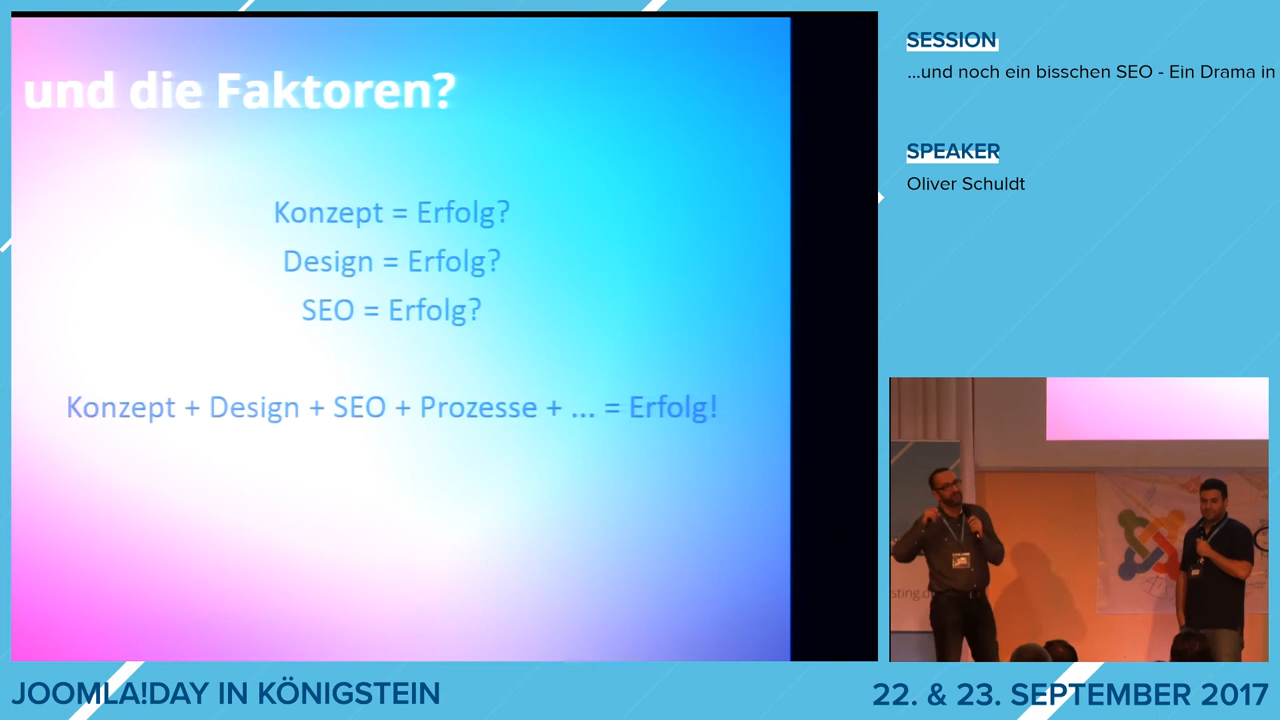 und die Faktoren?
Konzept = Erfolg?
Design = Erfolg?
SEO = Erfolg?
Konzept + Design + SEO + Prozesse + ... = Erfolg!
SESSION
...und noch ein bisschen SEO - Ein Drama in
SPEAKER
Oliver Schuldt
sting.d
JOOMLA!DAY IN KÖNIGSTEIN
22. & 23. SEPTEMBER 2017